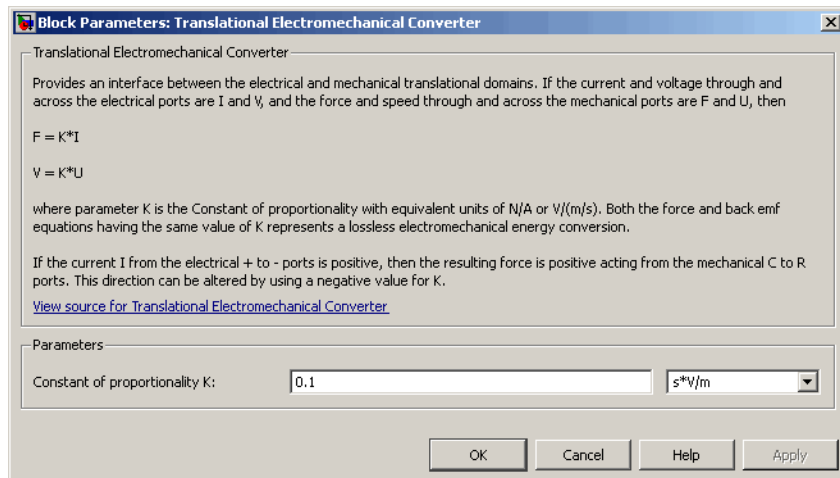 Block Parameters: Translational Electromechanical Converter
Translational Electromechanical Converter
Provides an interface between the electrical and mechanical translational domains. If the current and voltage through and
across the electrical ports are I and V, and the force and speed through and across the mechanical ports are F and U, then
F = K*I
V = K*U
where parameter K is the Constant of proportionality with equivalent units of N/A or V/(m/s). Both the force and back emf
equations having the same value of K represents a lossless electromechanical energy conversion.
If the current I from the electrical + to - ports is positive, then the resulting force is positive acting from the mechanical C to R
ports. This direction can be altered by using a negative value for K.
View source for Translational Electromechanical Converter
Parameters
Constant of proportionality K: 0.1 s*V/m
OK Cancel Help Apply